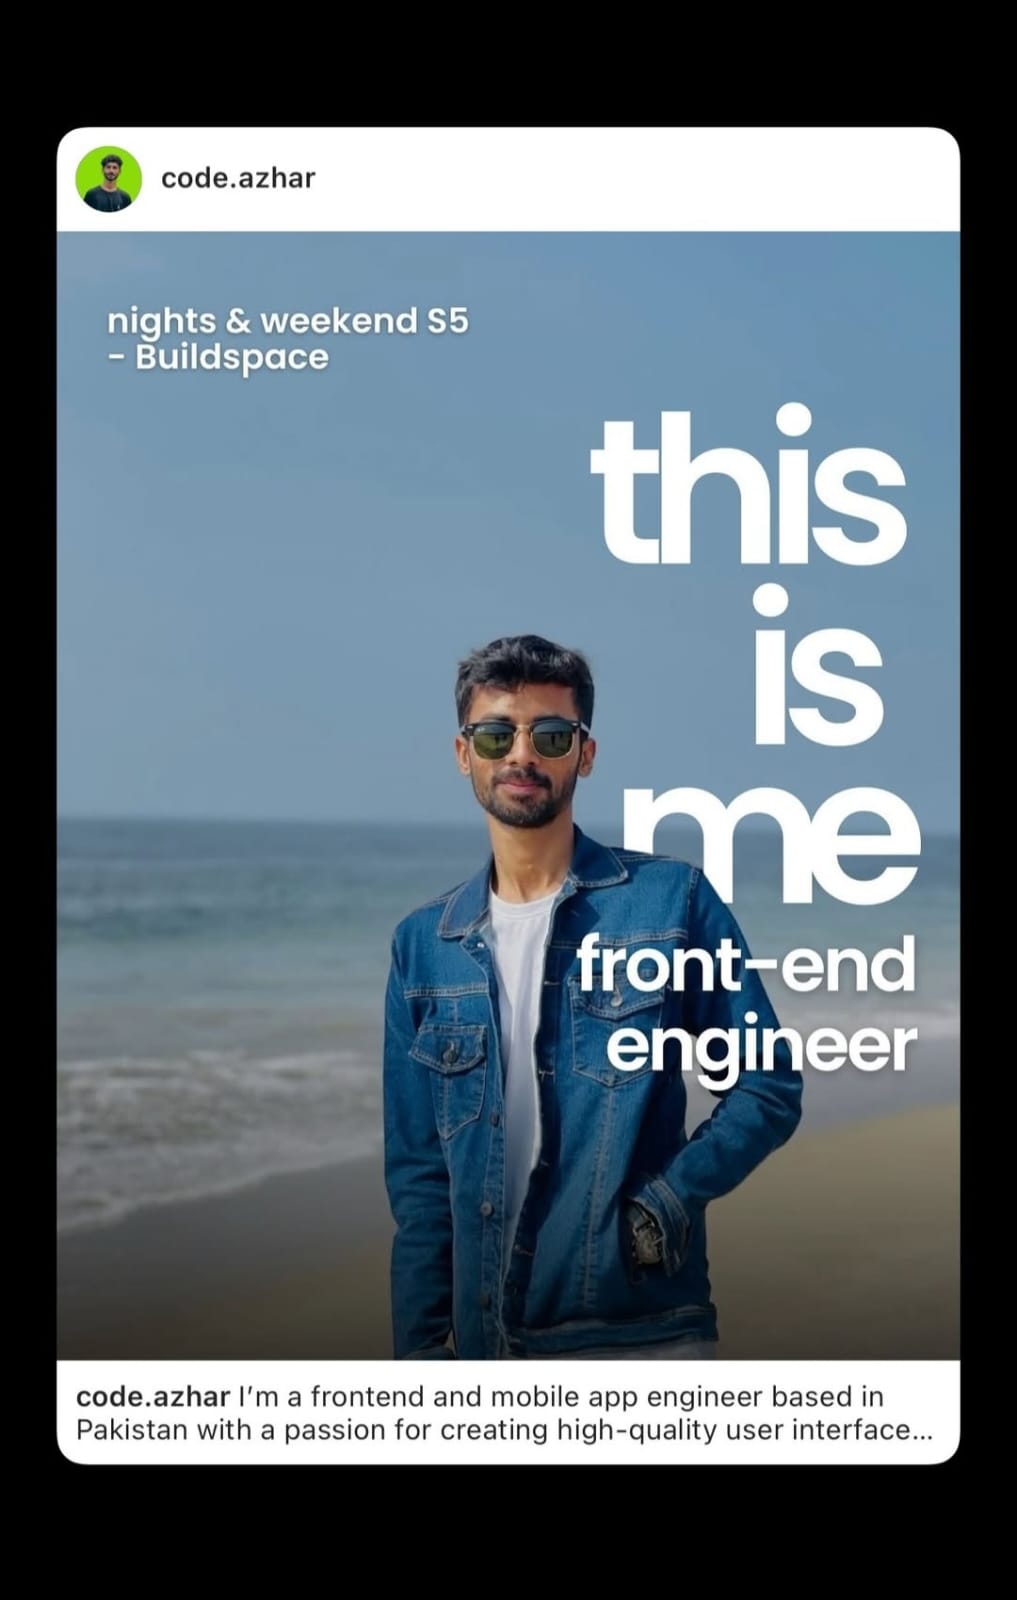 code.azhar
nights & weekend S5
- Buildspace
this
is
me
front-end
engineer
code.azhar I'm a frontend and mobile app engineer based in
Pakistan with a passion for creating high-quality user interface...